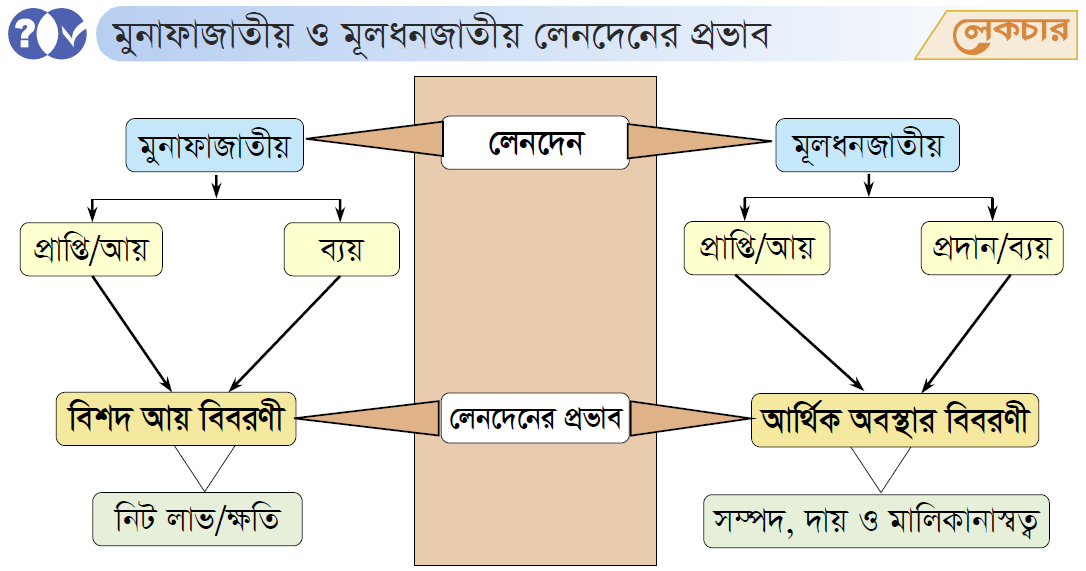 মুনাফাজাতীয় ও মূলধনজাতীয় লেনদেনের প্রভাব
লেকচার
মুনাফাজাতীয়
লেনদেন
মূলধনজাতীয়
প্রাপ্তি/আয়
ব্যয়
প্রাপ্তি/আয়
প্রদান/ব্যয়
বিশদ আয় বিবরণী
লেনদেনের প্রভাব
আর্থিক অবস্থার বিবরণী
নিট লাভ/ক্ষতি
সম্পদ, দায় ও মালিকানাস্বত্ব